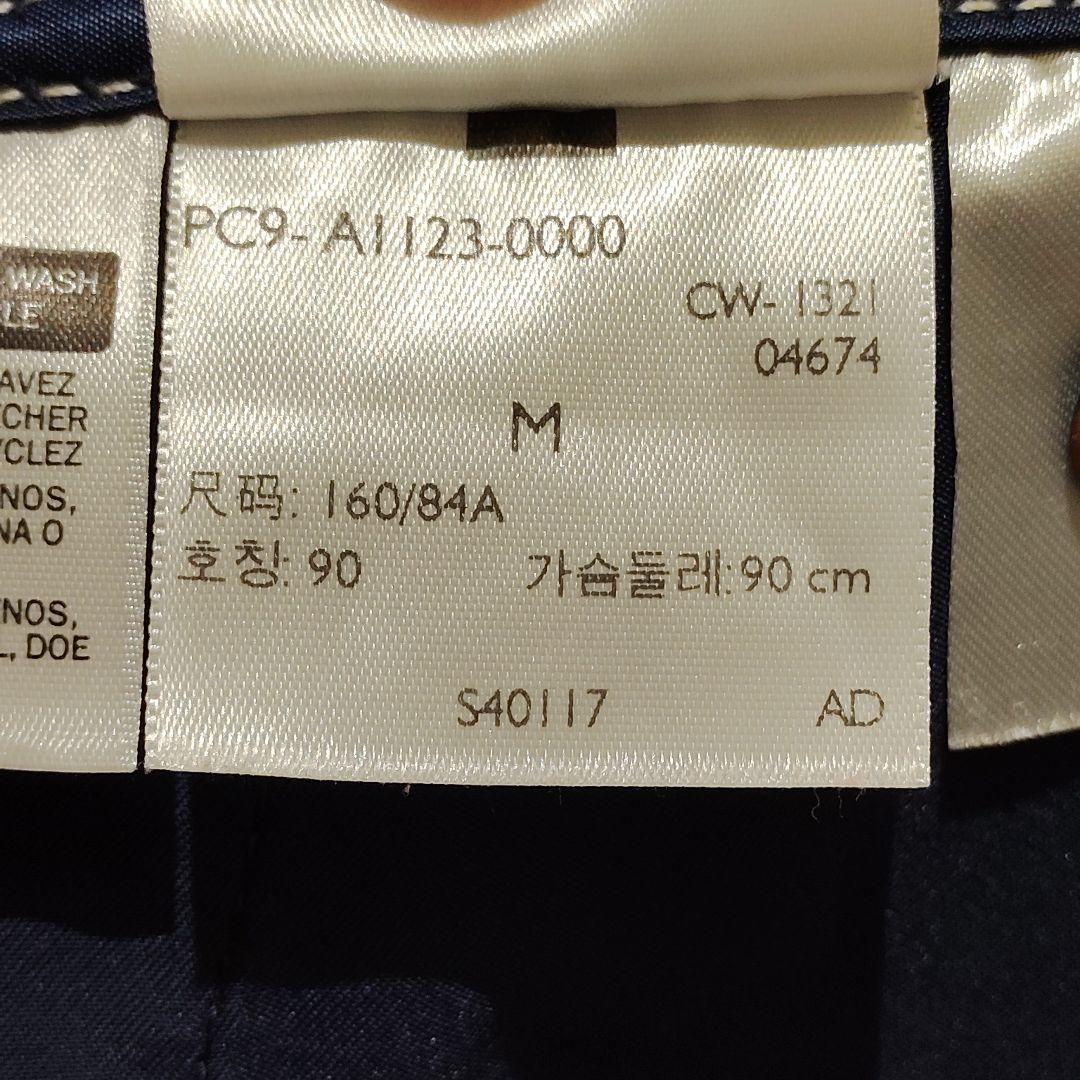 WASH
LE
AVEZ
CHER
YCLEZ
NOS,
NA O
NOS,
L, DOE
PC9- A1123-0000
CW- 1321
04674
M
尺码: 160/84A
호칭: 90 가슴둘레: 90 cm
S40117 AD